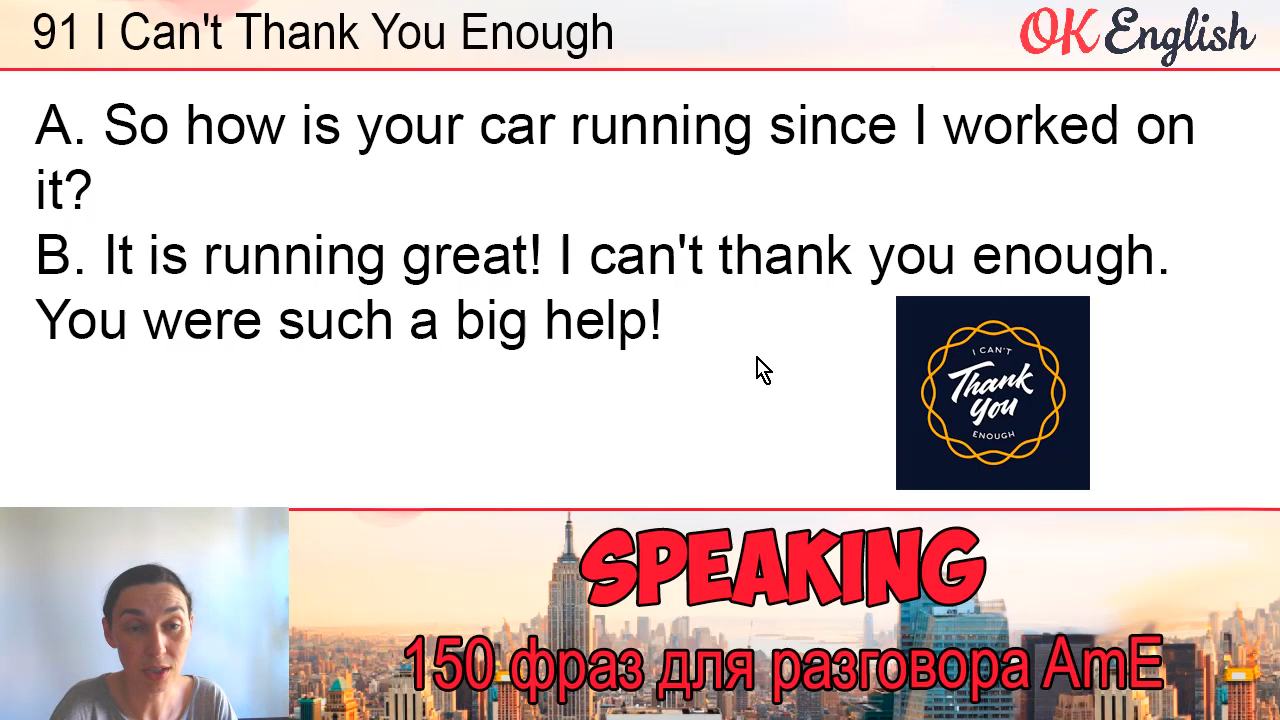 91 I Can't Thank You Enough
OK English
A. So how is your car running since I worked on
it?
B. It is running great! I can't thank you enough.
You were such a big help!
I CAN'T
Thank
you
ENOUGH
SPEAKING
150 фраз для разговора AmE